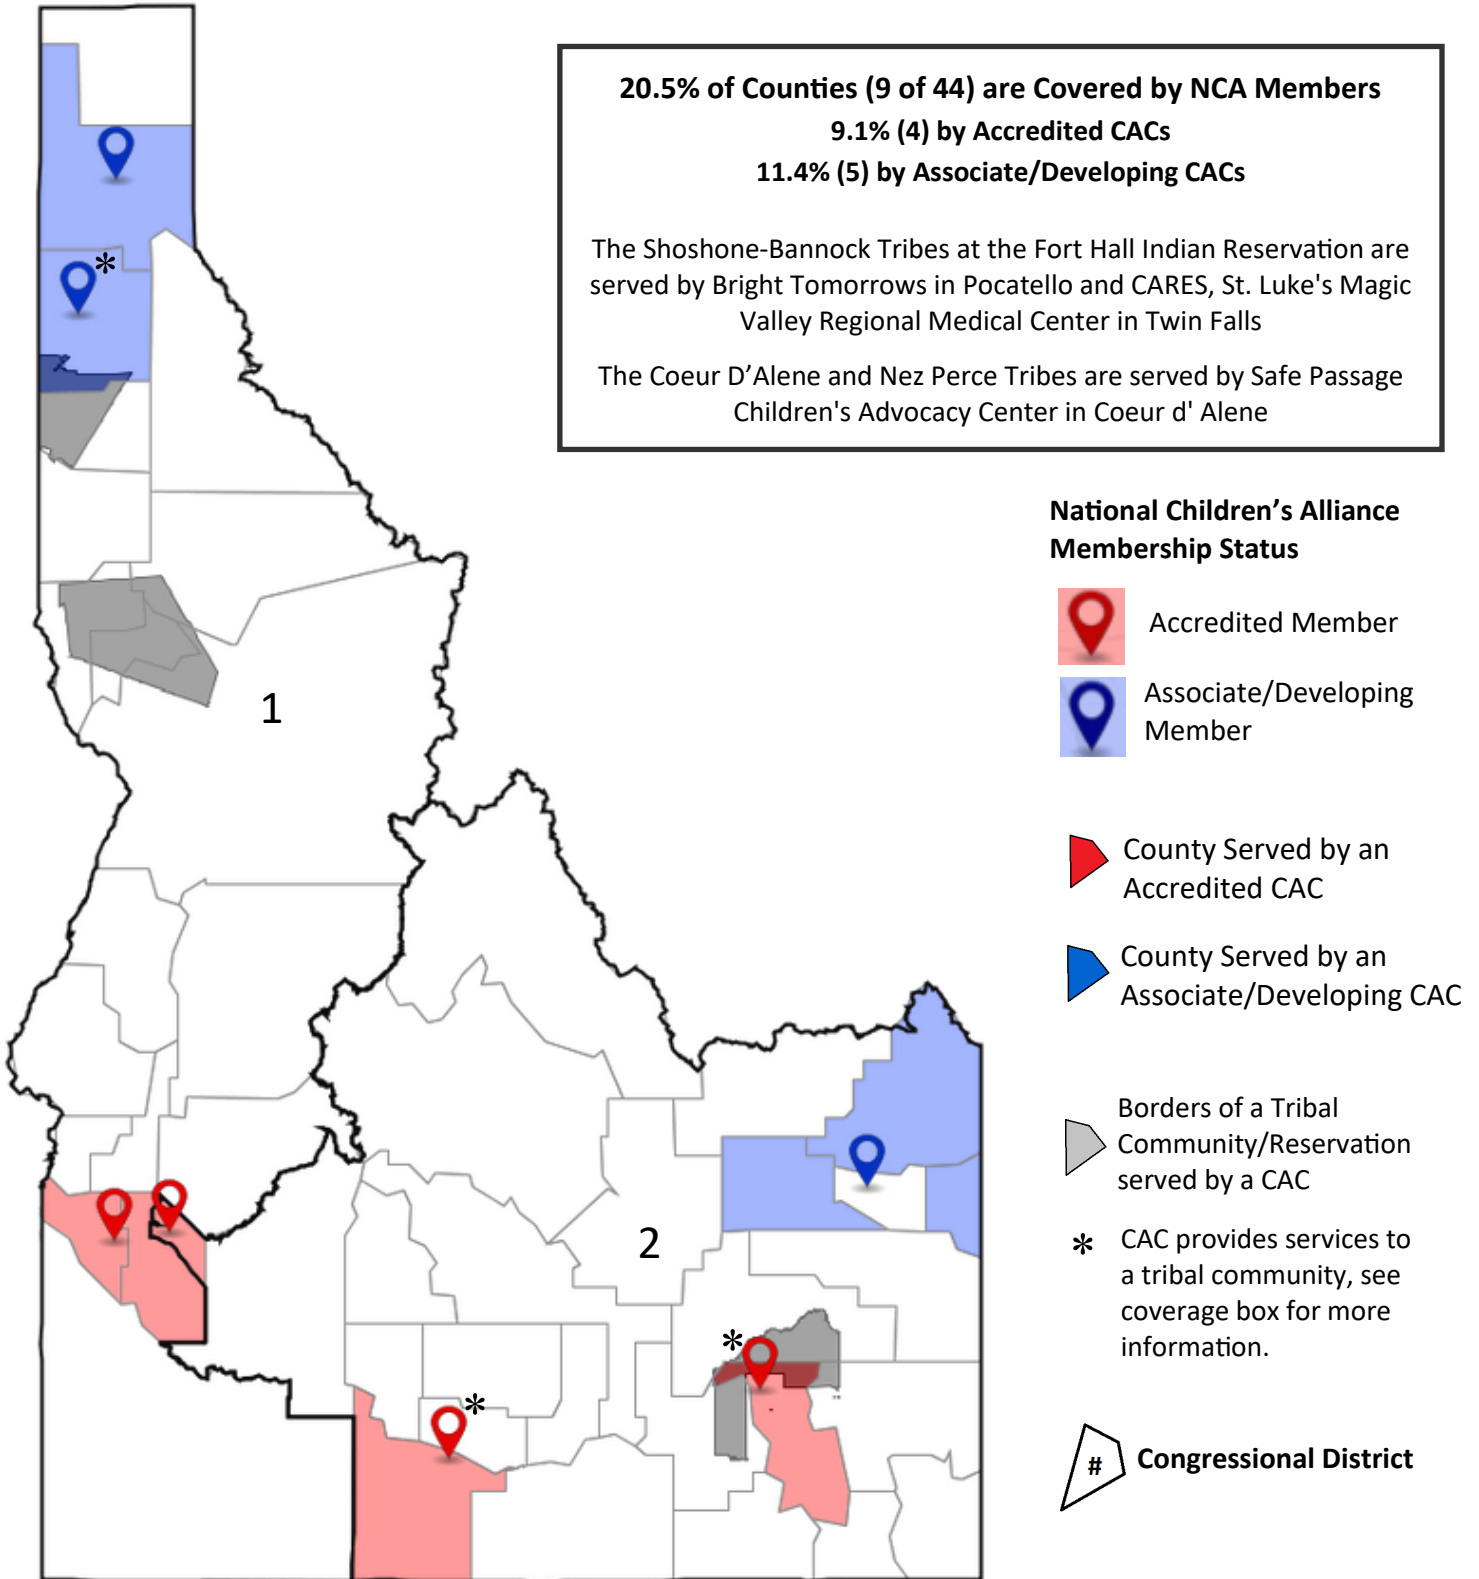 20.5% of Counties (9 of 44) are Covered by NCA Members
9.1% (4) by Accredited CACs
11.4% (5) by Associate/Developing CACs
The Shoshone-Bannock Tribes at the Fort Hall Indian Reservation are
served by Bright Tomorrows in Pocatello and CARES, St. Luke's Magic
Valley Regional Medical Center in Twin Falls
The Coeur D’Alene and Nez Perce Tribes are served by Safe Passage
Children's Advocacy Center in Coeur d' Alene
*
National Children’s Alliance
Membership Status
Accredited Member
Associate/Developing
Member
1
County Served by an
Accredited CAC
County Served by an
Associate/Developing CAC
Borders of a Tribal
Community/Reservation
served by a CAC
2
* CAC provides services to
a tribal community, see
coverage box for more
information.
*
*
# Congressional District